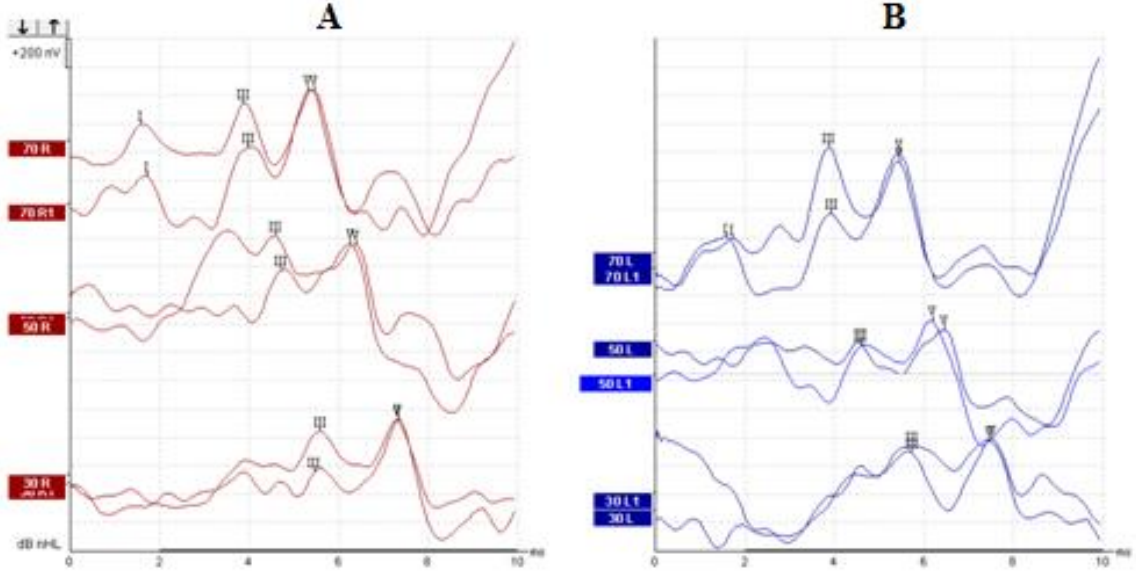 A
B
↓ ↑
+200 nV
I
III
V
III
I
70 R
70 R1
III
V
III
50 R
III
V
III
30 R
dB nHL
0 2 4 6 8 10 ms
III
V
III
I
70 L
70 L1
V
V
III
50 L
50 L1
III
V
30 L1
30 L
0 2 4 6 8 10 ms